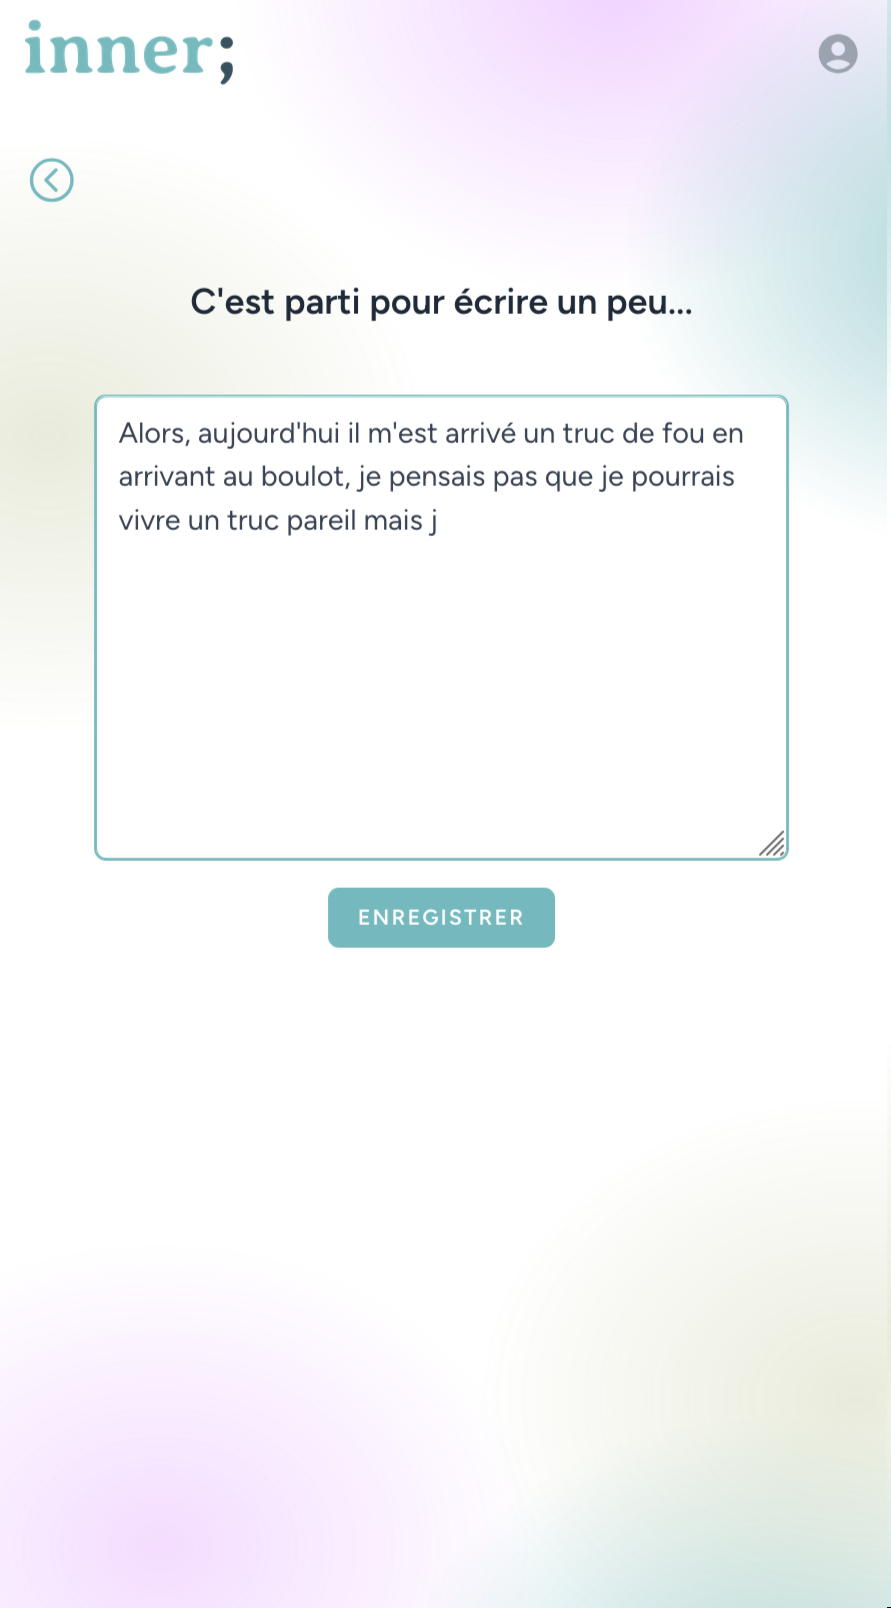 inner;
C'est parti pour écrire un peu...
Alors, aujourd'hui il m'est arrivé un truc de fou en
arrivant au boulot, je pensais pas que je pourrais
vivre un truc pareil mais j
ENREGISTRER